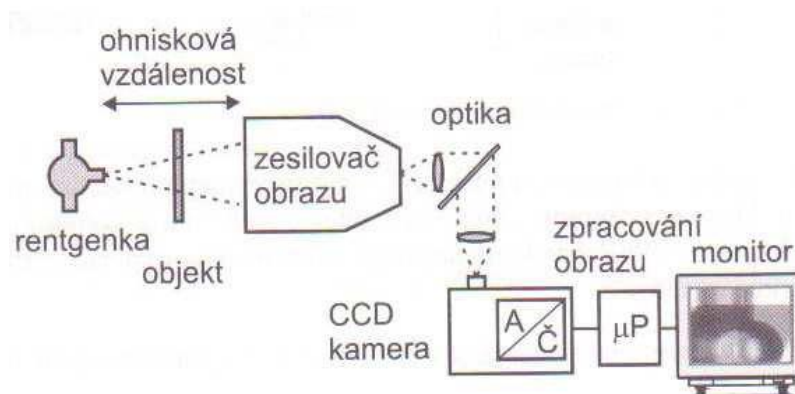 ohnisková
vzdálenost
optika
zesilovač
obrazu
rentgenka
objekt
zpracování
obrazu
monitor
CCD
kamera
A
Č
μP